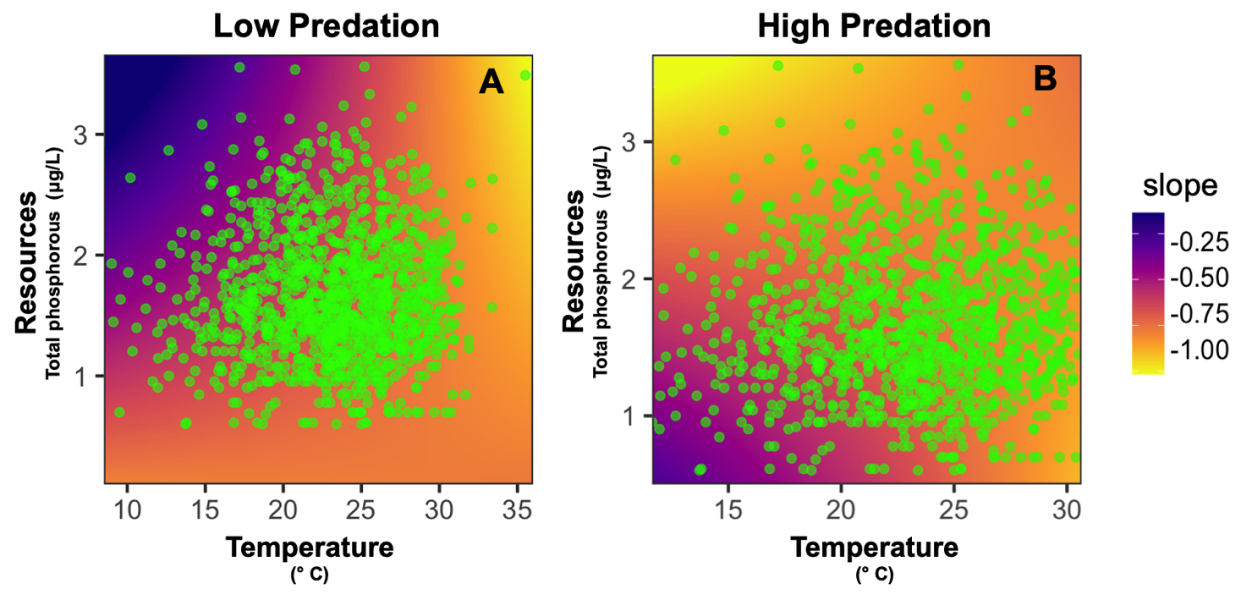 Low Predation
A
3
2
1
Resources
Total phosphorous (µg/L)
10 15 20 25 30 35
Temperature
(° C)
High Predation
B
3
2
1
Resources
Total phosphorous (µg/L)
15 20 25 30
Temperature
(° C)
slope
-0.25
-0.50
-0.75
-1.00